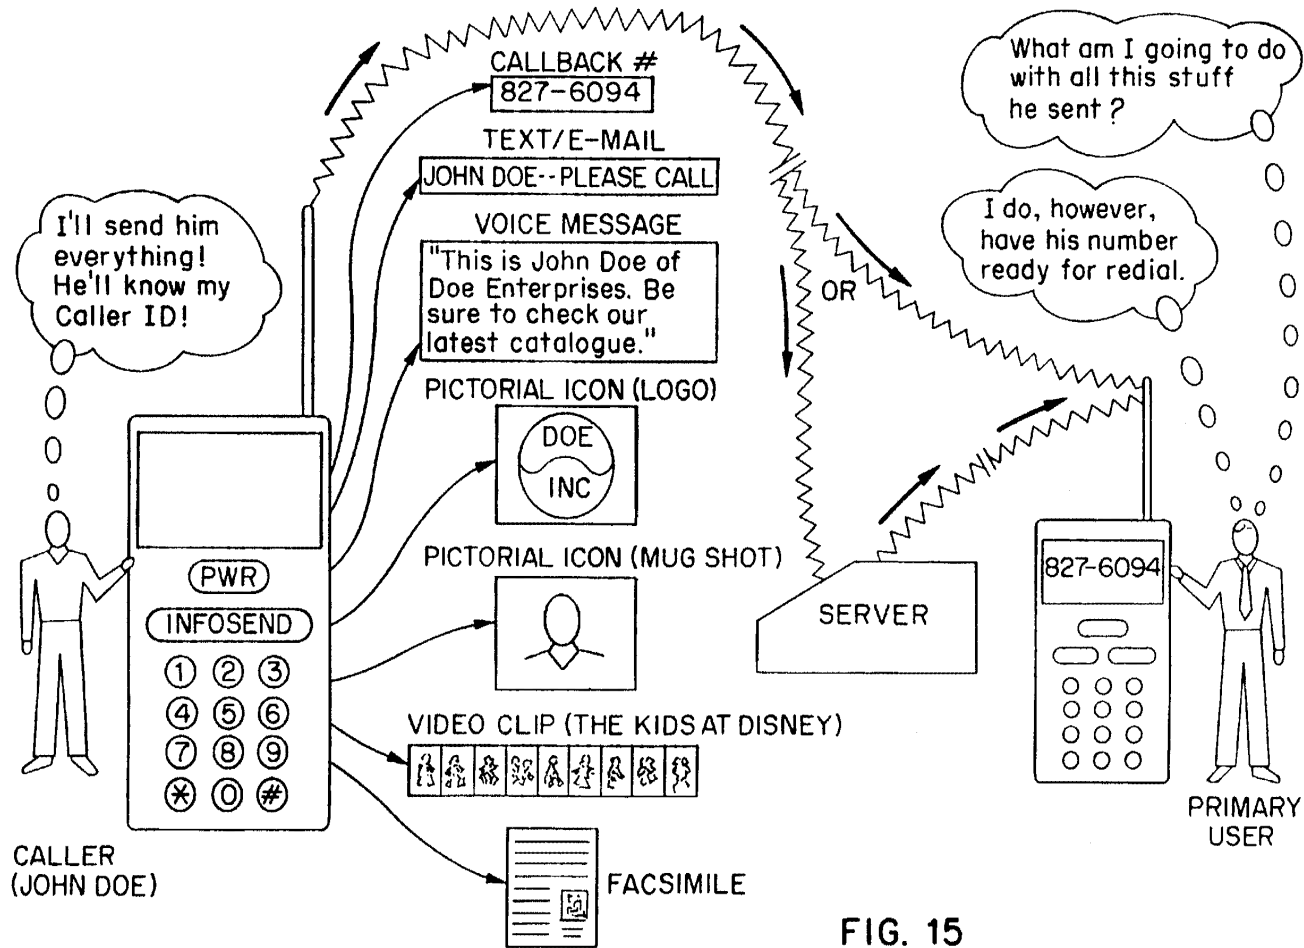 CALLBACK #
827-6094
TEXT/E-MAIL
JOHN DOE--PLEASE CALL
VOICE MESSAGE
"This is John Doe of
Doe Enterprises. Be
sure to check our
latest catalogue."
PICTORIAL ICON (LOGO)
DOE
INC
PICTORIAL ICON (MUG SHOT)
VIDEO CLIP (THE KIDS AT DISNEY)
FACSIMILE
I'll send him
everything!
He'll know my
Caller ID!
PWR
INFOSEND
1 2 3
4 5 6
7 8 9
* 0 #
CALLER
(JOHN DOE)
OR
SERVER
What am I going to do
with all this stuff
he sent?
I do, however,
have his number
ready for redial.
827-6094
PRIMARY
USER
FIG. 15